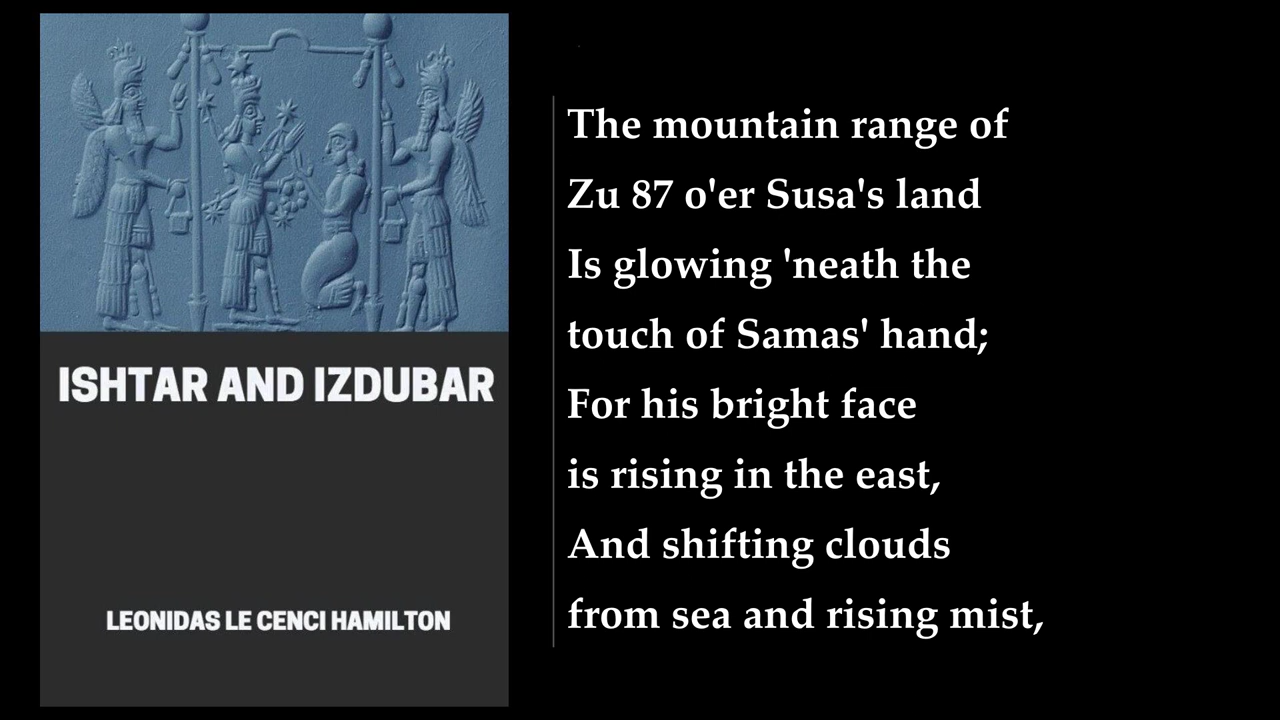 ISHTAR AND IZDUBAR
LEONIDAS LE CENCI HAMILTON
The mountain range of
Zu 87 o'er Susa's land
Is glowing 'neath the
touch of Samas' hand;
For his bright face
is rising in the east,
And shifting clouds
from sea and rising mist,